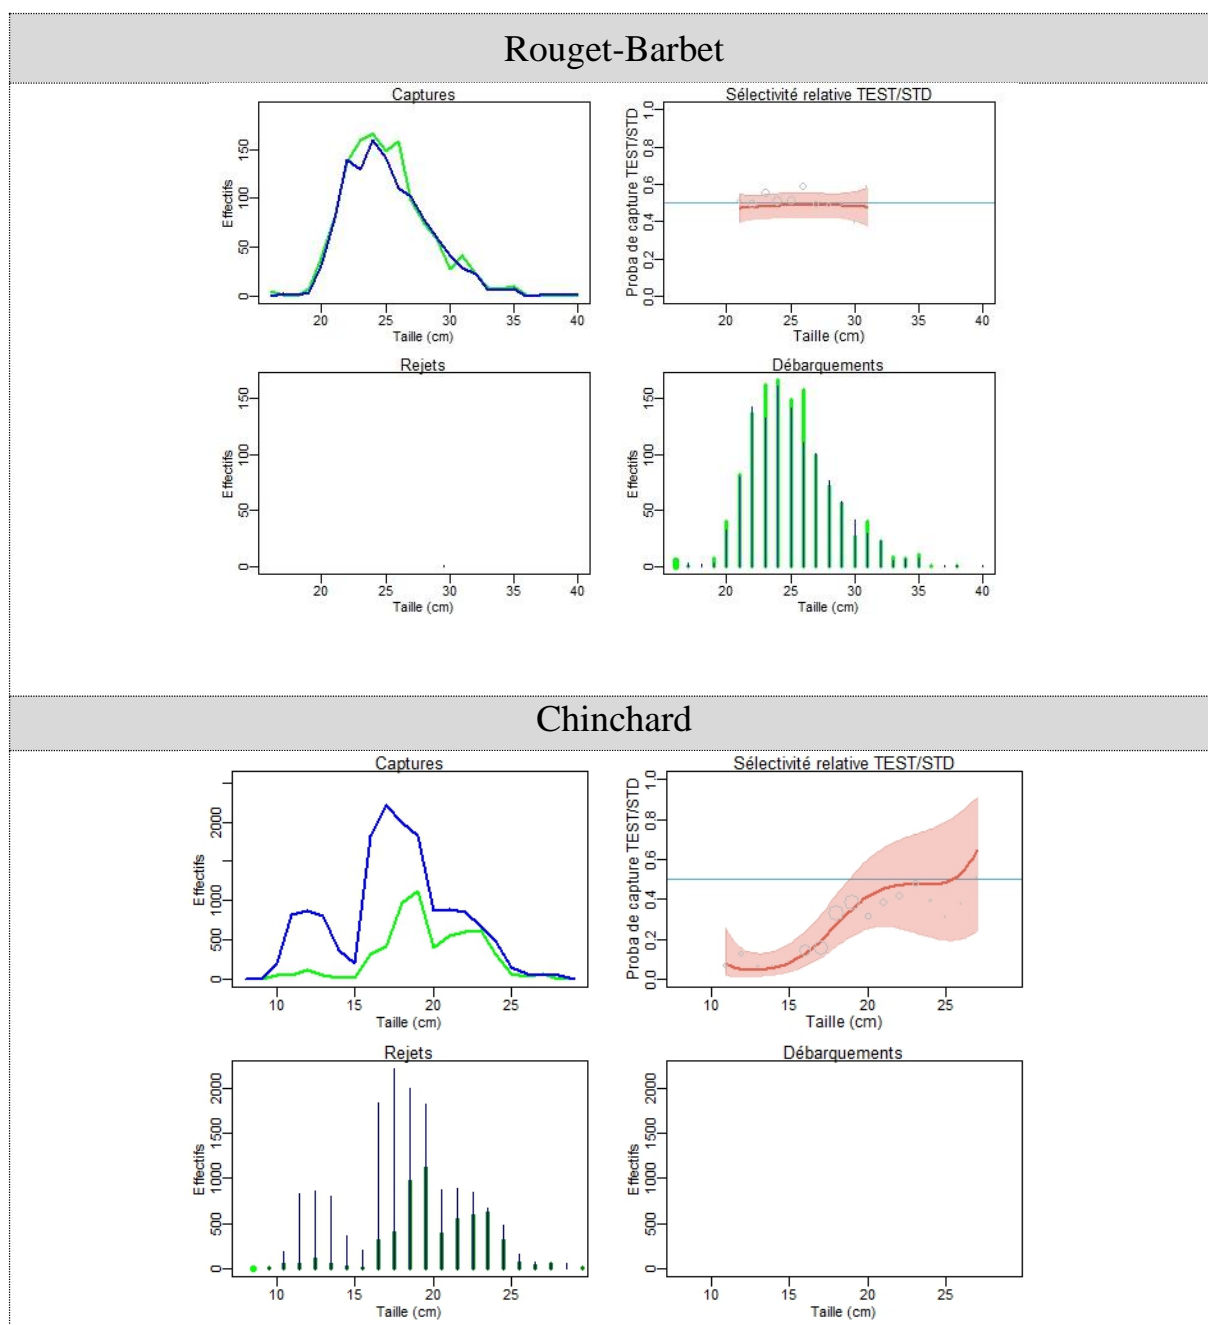 Rouget-Barbet
Captures
Effectifs
0 50 100 150
20 25 30 35 40
Taille (cm)
Sélectivité relative TEST/STD
Proba de capture TEST/STD
0.0 0.2 0.4 0.6 0.8 1.0
20 25 30 35 40
Taille (cm)
Rejets
Effectifs
0 50 100 150
20 25 30 35 40
Taille (cm)
Débarquements
Effectifs
0 50 100 150
20 25 30 35 40
Taille (cm)
Chinchard
Captures
Effectifs
0 500 1000 2000
10 15 20 25
Taille (cm)
Sélectivité relative TEST/STD
Proba de capture TEST/STD
0.0 0.2 0.4 0.6 0.8 1.0
10 15 20 25
Taille (cm)
Rejets
Effectifs
0 500 1000 1500 2000
10 15 20 25
Taille (cm)
Débarquements
Effectifs
0 500 1000 1500 2000
10 15 20 25
Taille (cm)